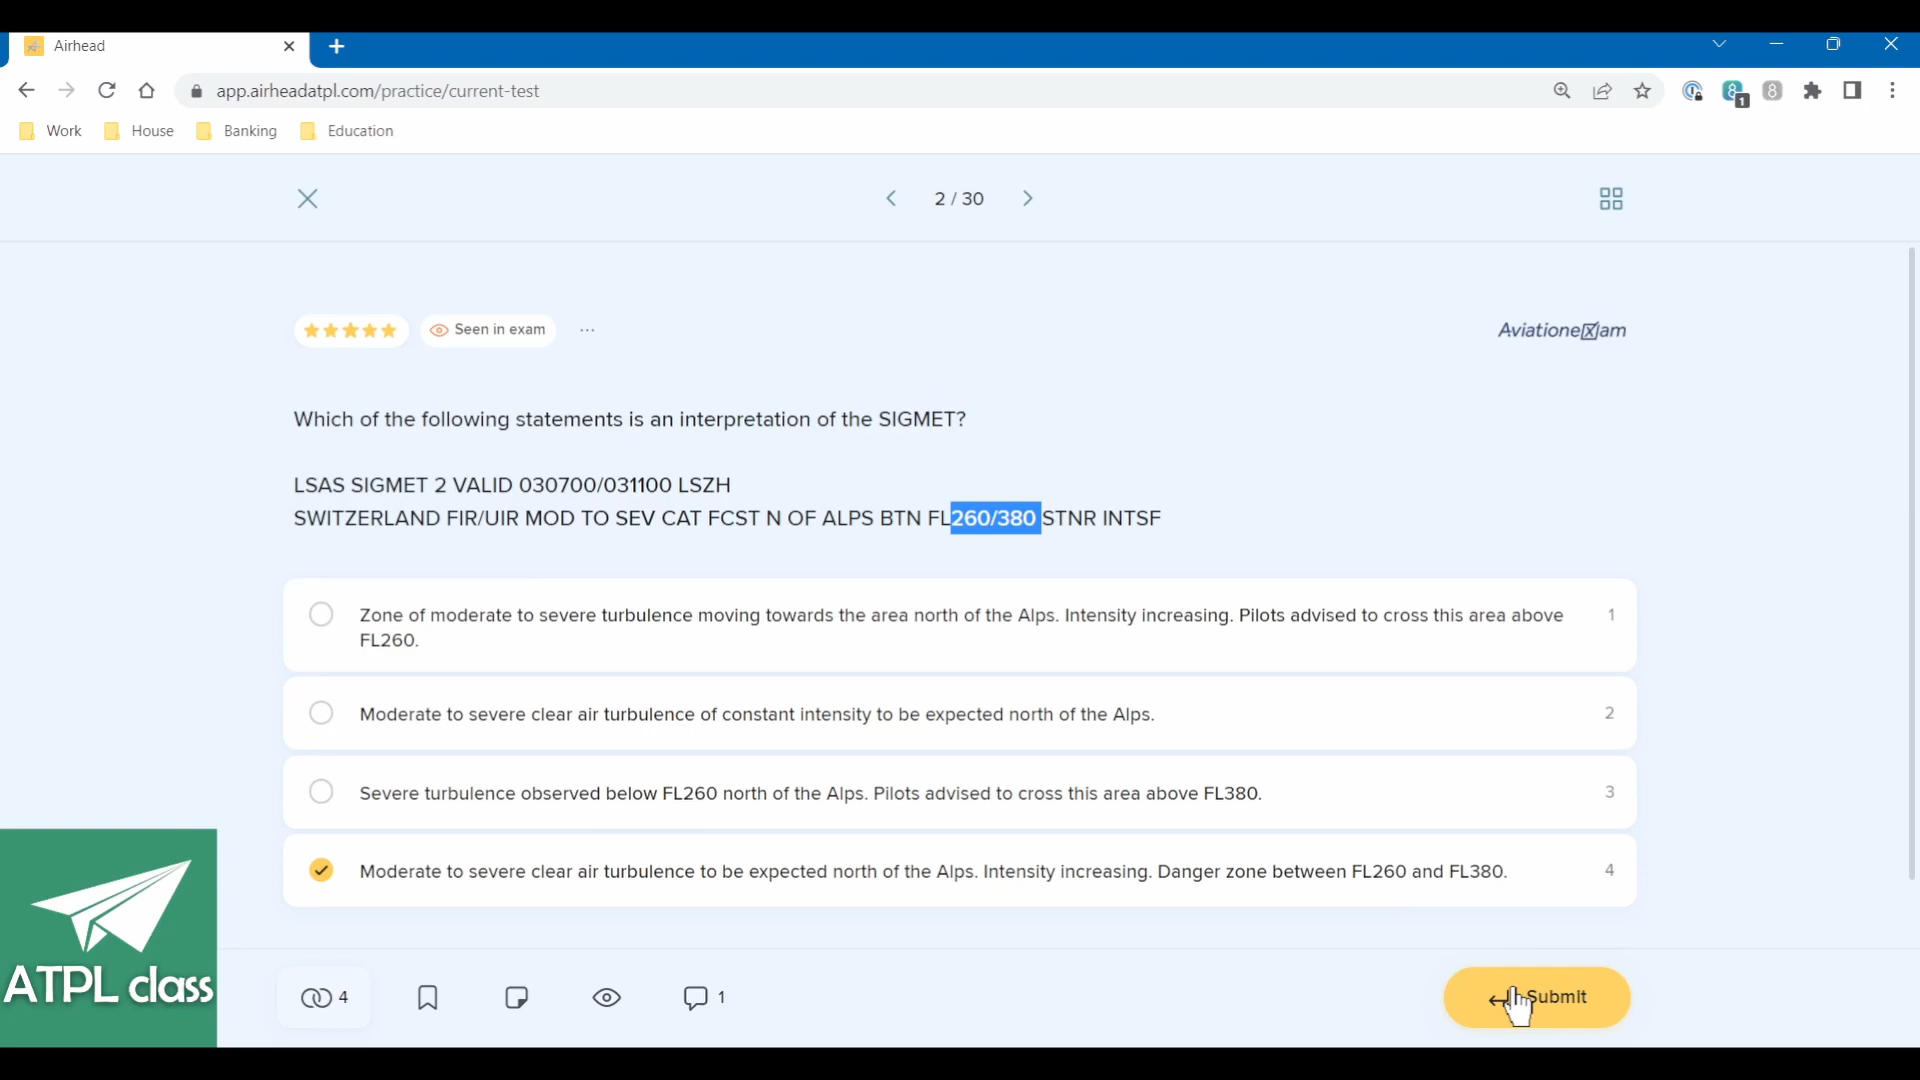 Airhead
app.airheadatpl.com/practice/current-test
1
8
Work House Banking Education
2 / 30
Seen in exam
AviationeXam
Which of the following statements is an interpretation of the SIGMET?
LSAS SIGMET 2 VALID 030700/031100 LSZH
SWITZERLAND FIR/UIR MOD TO SEV CAT FCST N OF ALPS BTN FL260/380 STNR INTSF
Zone of moderate to severe turbulence moving towards the area north of the Alps. Intensity increasing. Pilots advised to cross this area above 1
FL260.
Moderate to severe clear air turbulence of constant intensity to be expected north of the Alps. 2
Severe turbulence observed below FL260 north of the Alps. Pilots advised to cross this area above FL380. 3
Moderate to severe clear air turbulence to be expected north of the Alps. Intensity increasing. Danger zone between FL260 and FL380. 4
ATPL class
4
1
Submit